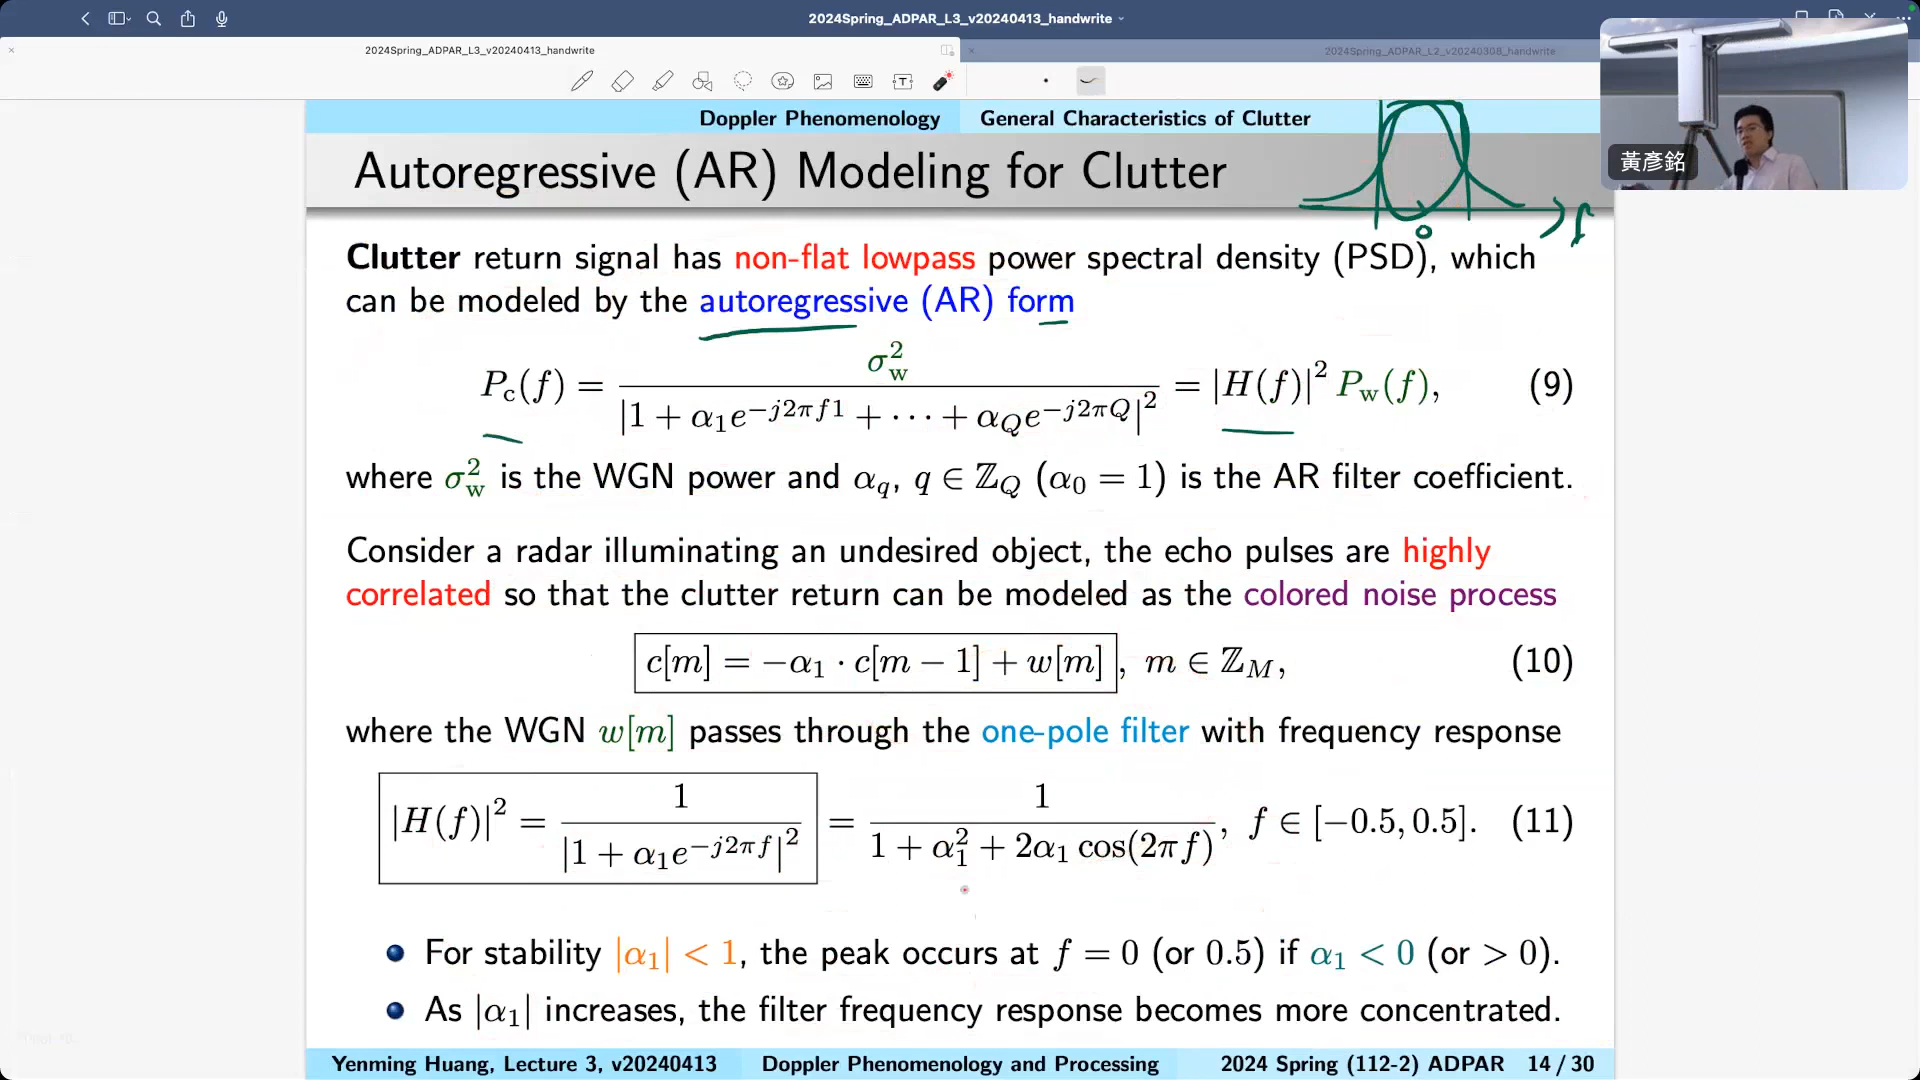 2024Spring_ADPAR_L3_v20240413_handwrite
2024Spring_ADPAR_L3_v20240413_handwrite
2024Spring_ADPAR_L2_v20240308_handwrite
黃彥銘
Doppler Phenomenology General Characteristics of Clutter
Autoregressive (AR) Modeling for Clutter
0 f
Clutter return signal has non-flat lowpass power spectral density (PSD), which
can be modeled by the autoregressive (AR) form
P_c(f) = σ_w^2 / |1 + α_1 e^{−j2πf1} + ··· + α_Q e^{−j2πQ}|^2 = |H(f)|^2 P_w(f), (9)
where σ_w^2 is the WGN power and α_q, q ∈ ℤ_Q (α_0 = 1) is the AR filter coefficient.
Consider a radar illuminating an undesired object, the echo pulses are highly
correlated so that the clutter return can be modeled as the colored noise process
c[m] = −α_1 · c[m − 1] + w[m], m ∈ ℤ_M, (10)
where the WGN w[m] passes through the one-pole filter with frequency response
|H(f)|^2 = 1 / |1 + α_1 e^{−j2πf}|^2 = 1 / (1 + α_1^2 + 2α_1 cos(2πf)), f ∈ [−0.5, 0.5]. (11)
For stability |α_1| < 1, the peak occurs at f = 0 (or 0.5) if α_1 < 0 (or > 0).
As |α_1| increases, the filter frequency response becomes more concentrated.
Yenming Huang, Lecture 3, v20240413 Doppler Phenomenology and Processing 2024 Spring (112-2) ADPAR 14 / 30